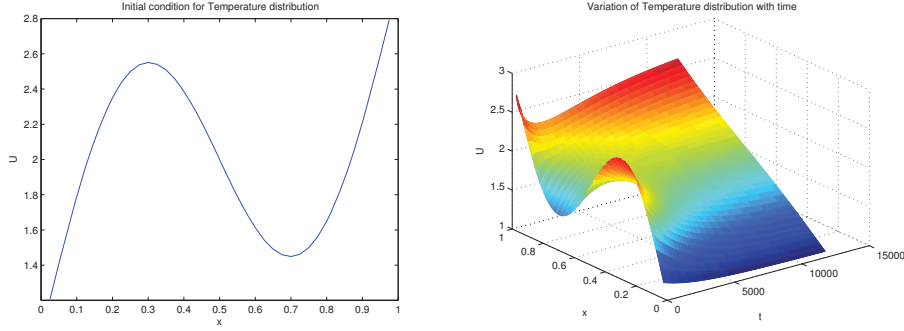 Initial condition for Temperature distribution
2.8
2.6
2.4
2.2
2
1.8
1.6
1.4
U
0 0.1 0.2 0.3 0.4 0.5 0.6 0.7 0.8 0.9 1
x
Variation of Temperature distribution with time
3
2.5
2
1.5
1
U
1
0.8
0.6
0.4
0.2
0
x
0
5000
10000
15000
t